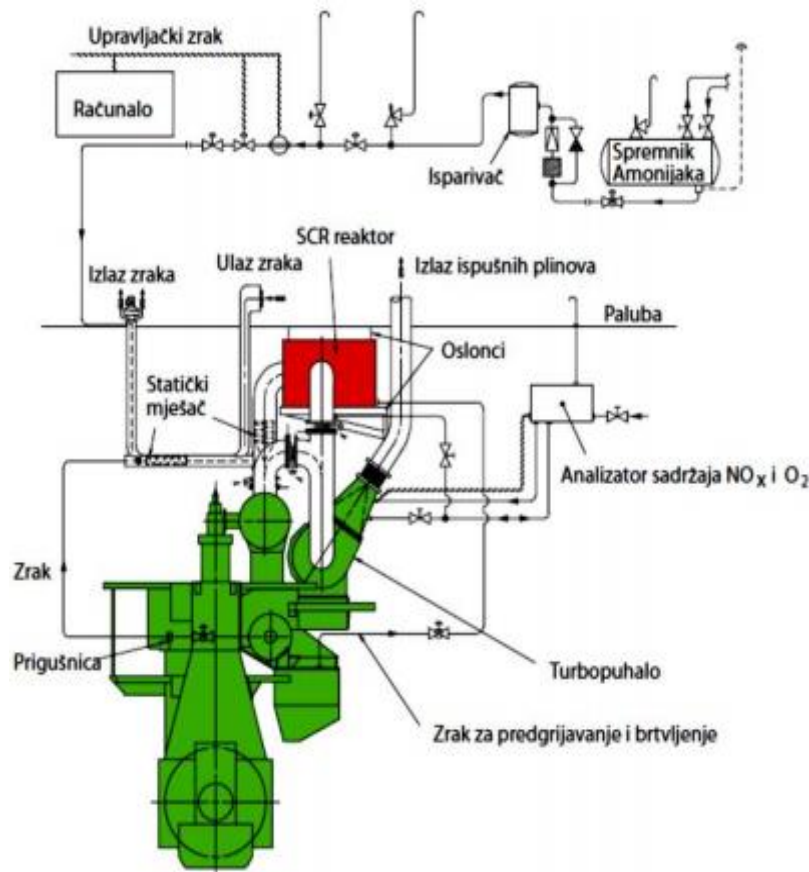 Upravljački zrak
Računalo
Isparivač
Spremnik
Amonijaka
SCR reaktor
Izlaz zraka
Ulaz zraka
Izlaz ispušnih plinova
Paluba
Oslonci
Statički
mješač
Analizator sadržaja NOx i O2
Zrak
Prigušnica
Turbopuhalo
Zrak za predgrijavanje i brtvljenje